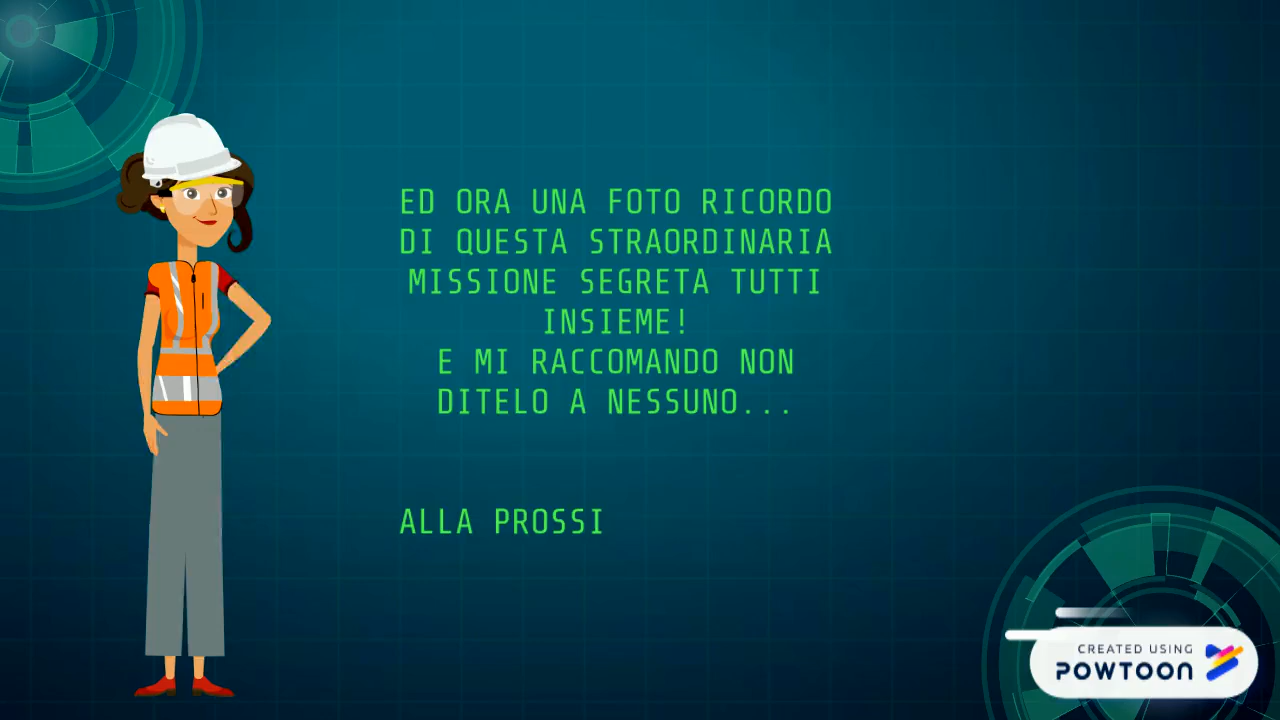 ED ORA UNA FOTO RICORDO
DI QUESTA STRAORDINARIA
MISSIONE SEGRETA TUTTI
INSIEME!
E MI RACCOMANDO NON
DITELO A NESSUNO...
ALLA PROSSI
CREATED USING
POWTOON